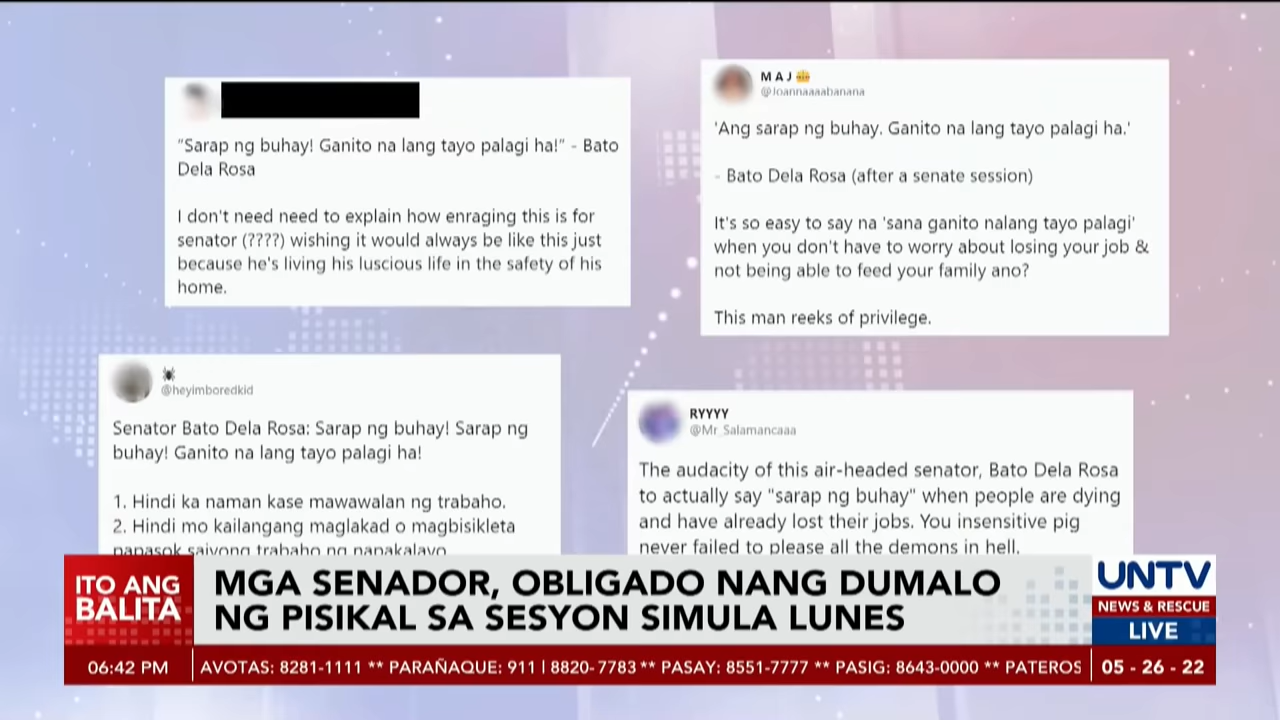 "Sarap ng buhay! Ganito na lang tayo palagi ha!" - Bato
Dela Rosa
I don't need need to explain how enraging this is for
senator (????) wishing it would always be like this just
because he's living his luscious life in the safety of his
home.
M A J
@Joannaaaabanana
'Ang sarap ng buhay. Ganito na lang tayo palagi ha.'
- Bato Dela Rosa (after a senate session)
It's so easy to say na 'sana ganito nalang tayo palagi'
when you don't have to worry about losing your job &
not being able to feed your family ano?
This man reeks of privilege.
@heyimboredkid
Senator Bato Dela Rosa: Sarap ng buhay! Sarap ng
buhay! Ganito na lang tayo palagi ha!
1. Hindi ka naman kase mawawalan ng trabaho.
2. Hindi mo kailangang maglakad o magbisikleta
papasok saiyong trabaho ng napakalayo
RYYYY
@Mr_Salamancaaa
The audacity of this air-headed senator, Bato Dela Rosa
to actually say "sarap ng buhay" when people are dying
and have already lost their jobs. You insensitive pig
never failed to please all the demons in hell.
ITO ANG
BALITA
MGA SENADOR, OBLIGADO NANG DUMALO
NG PISIKAL SA SESYON SIMULA LUNES
UNTV
NEWS & RESCUE
LIVE
06:42 PM
AVOTAS: 8281-1111 ** PARAÑAQUE: 911 | 8820-7783 ** PASAY: 8551-7777 ** PASIG: 8643-0000 ** PATEROS
05 - 26 - 22